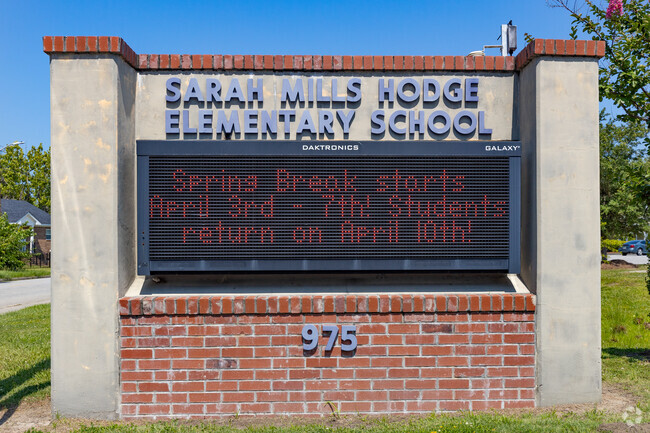 SARAH MILLS HODGE
ELEMENTARY SCHOOL
DAKTRONICS GALAXY®
Spring Break starts
April 3rd - 7th! Students
return on April 10th!
975